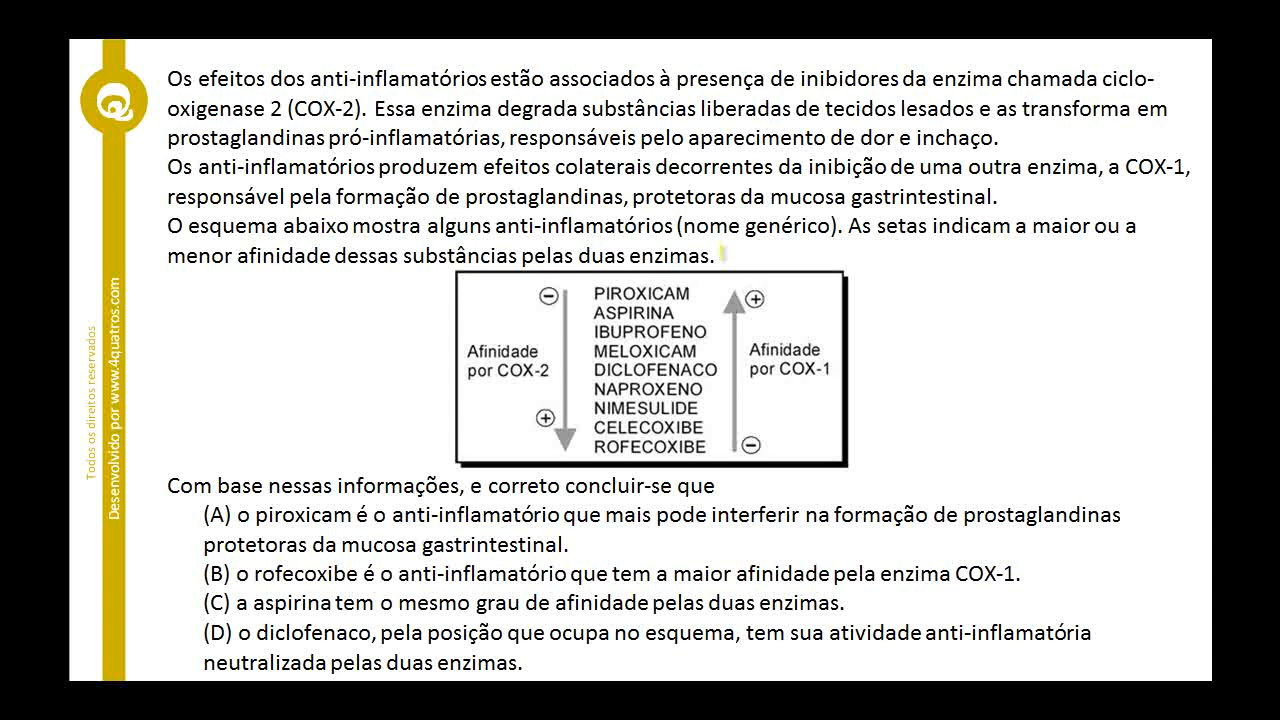 Os efeitos dos anti-inflamatórios estão associados à presença de inibidores da enzima chamada ciclo-
oxigenase 2 (COX-2). Essa enzima degrada substâncias liberadas de tecidos lesados e as transforma em
prostaglandinas pró-inflamatórias, responsáveis pelo aparecimento de dor e inchaço.
Os anti-inflamatórios produzem efeitos colaterais decorrentes da inibição de uma outra enzima, a COX-1,
responsável pela formação de prostaglandinas, protetoras da mucosa gastrintestinal.
O esquema abaixo mostra alguns anti-inflamatórios (nome genérico). As setas indicam a maior ou a
menor afinidade dessas substâncias pelas duas enzimas.
Afinidade
por COX-2
PIROXICAM
ASPIRINA
IBUPROFENO
MELOXICAM
DICLOFENACO
NAPROXENO
NIMESULIDE
CELECOXIBE
ROFECOXIBE
Afinidade
por COX-1
Com base nessas informações, e correto concluir-se que
(A) o piroxicam é o anti-inflamatório que mais pode interferir na formação de prostaglandinas
protetoras da mucosa gastrintestinal.
(B) o rofecoxibe é o anti-inflamatório que tem a maior afinidade pela enzima COX-1.
(C) a aspirina tem o mesmo grau de afinidade pelas duas enzimas.
(D) o diclofenaco, pela posição que ocupa no esquema, tem sua atividade anti-inflamatória
neutralizada pelas duas enzimas.
Todos os direitos reservados
Desenvolvido por www.4quatros.com